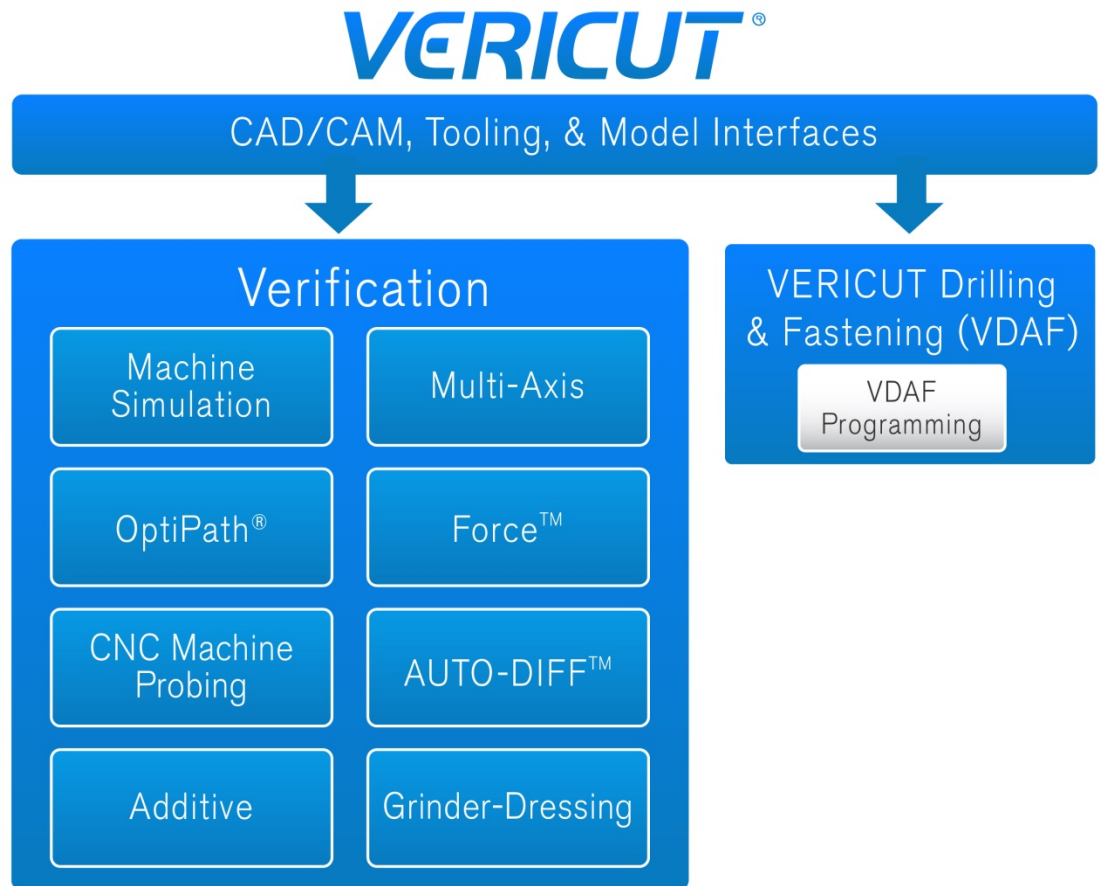 VERICUT®
CAD/CAM, Tooling, & Model Interfaces
Verification
Machine
Simulation
Multi-Axis
OptiPath®
Force™
CNC Machine
Probing
AUTO-DIFF™
Additive
Grinder-Dressing
VERICUT Drilling
& Fastening (VDAF)
VDAF
Programming